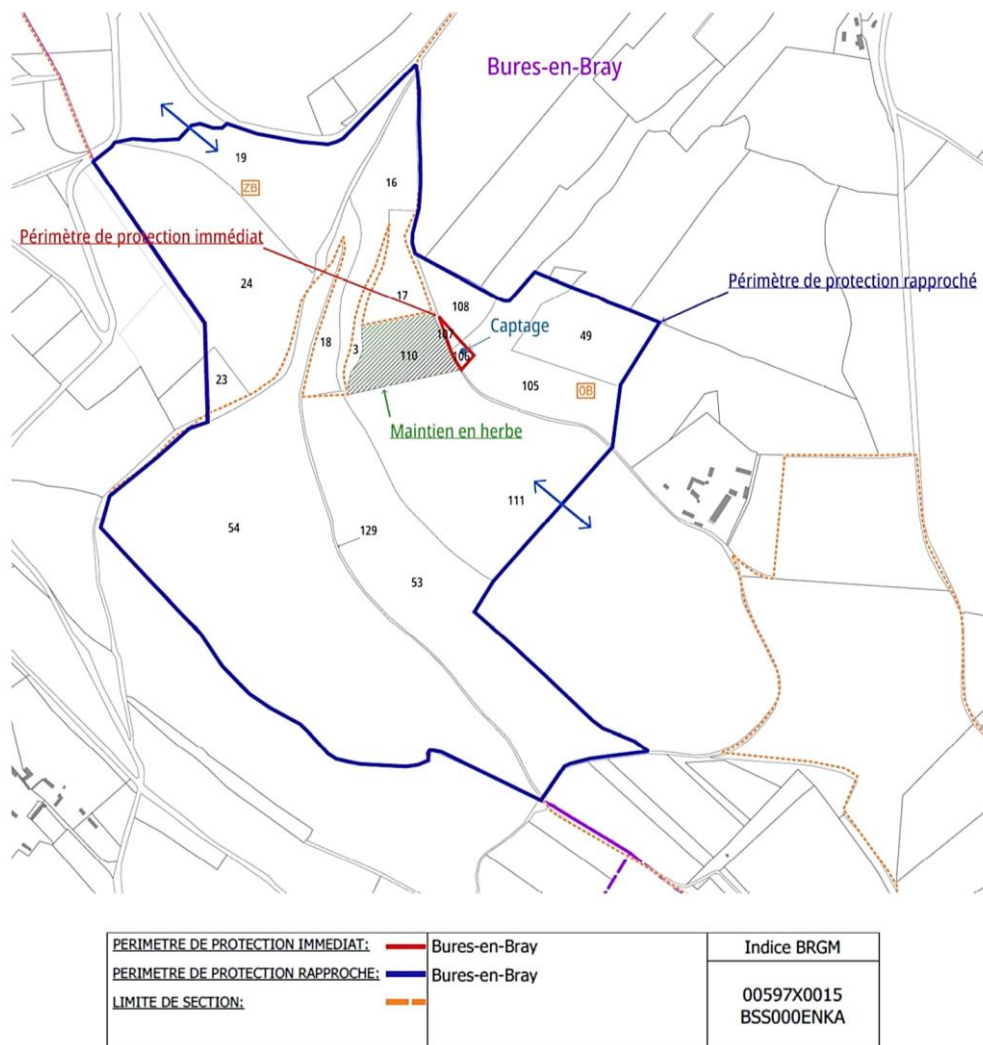 Bures-en-Bray
19
ZB
16
Périmètre de protection immédiat
24
Périmètre de protection rapproché
17
108
Captage
107
49
18
3
110
106
23
105
0B
Maintien en herbe
111
54
129
53
PERIMETRE DE PROTECTION IMMEDIAT: Bures-en-Bray
Indice BRGM
PERIMETRE DE PROTECTION RAPPROCHE: Bures-en-Bray
LIMITE DE SECTION:
00597X0015
BSS000ENKA